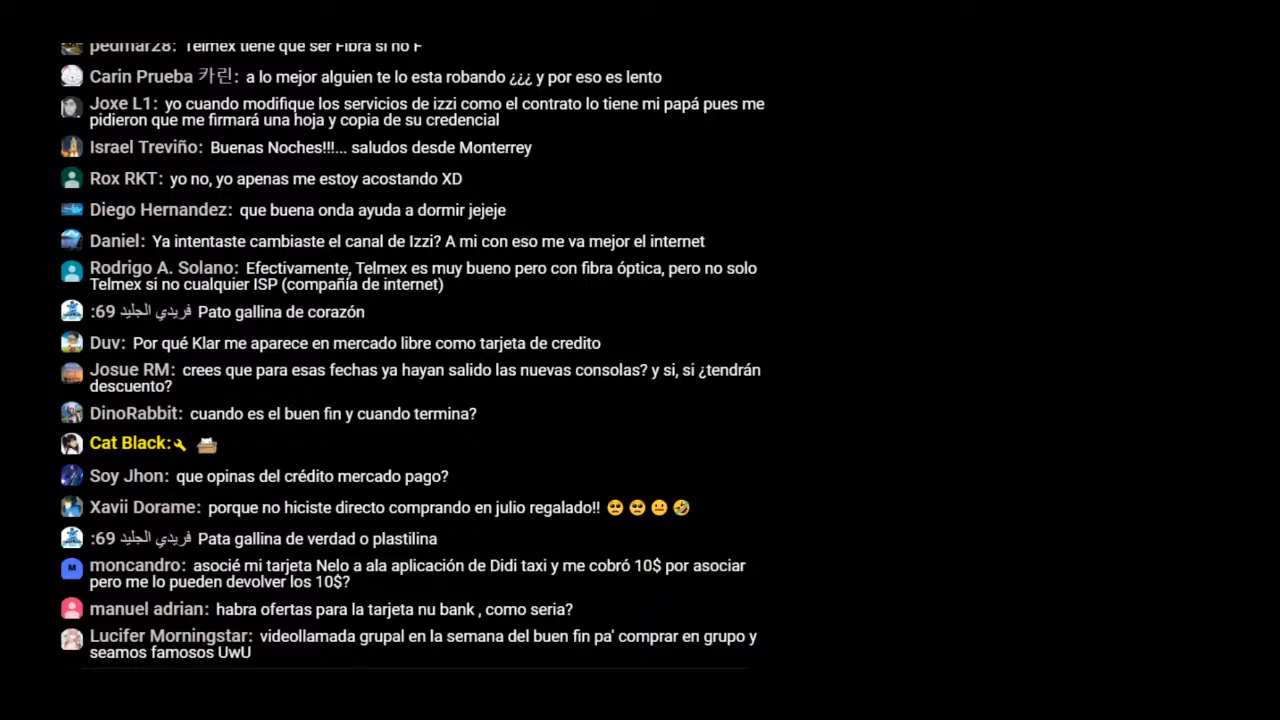 pedmar28: Telmex tiene que ser Fibra si no F
Carin Prueba 카린: a lo mejor alguien te lo esta robando ¿¿¿ y por eso es lento
Joxe L1: yo cuando modifique los servicios de izzi como el contrato lo tiene mi papá pues me
pidieron que me firmará una hoja y copia de su credencial
Israel Treviño: Buenas Noches!!!... saludos desde Monterrey
Rox RKT: yo no, yo apenas me estoy acostando XD
Diego Hernandez: que buena onda ayuda a dormir jejeje
Daniel: Ya intentaste cambiaste el canal de Izzi? A mi con eso me va mejor el internet
Rodrigo A. Solano: Efectivamente, Telmex es muy bueno pero con fibra óptica, pero no solo
Telmex si no cualquier ISP (compañía de internet)
:69 فريدي الجليد Pato gallina de corazón
Duv: Por qué Klar me aparece en mercado libre como tarjeta de credito
Josue RM: crees que para esas fechas ya hayan salido las nuevas consolas? y si, si ¿tendrán
descuento?
DinoRabbit: cuando es el buen fin y cuando termina?
Cat Black:
Soy Jhon: que opinas del crédito mercado pago?
Xavii Dorame: porque no hiciste directo comprando en julio regalado!! 🥺 🥺 😐 🤣
:69 فريدي الجليد Pata gallina de verdad o plastilina
M moncandro: asocié mi tarjeta Nelo a ala aplicación de Didi taxi y me cobró 10$ por asociar
pero me lo pueden devolver los 10$?
manuel adrian: habra ofertas para la tarjeta nu bank , como seria?
Lucifer Morningstar: videollamada grupal en la semana del buen fin pa' comprar en grupo y
seamos famosos UwU